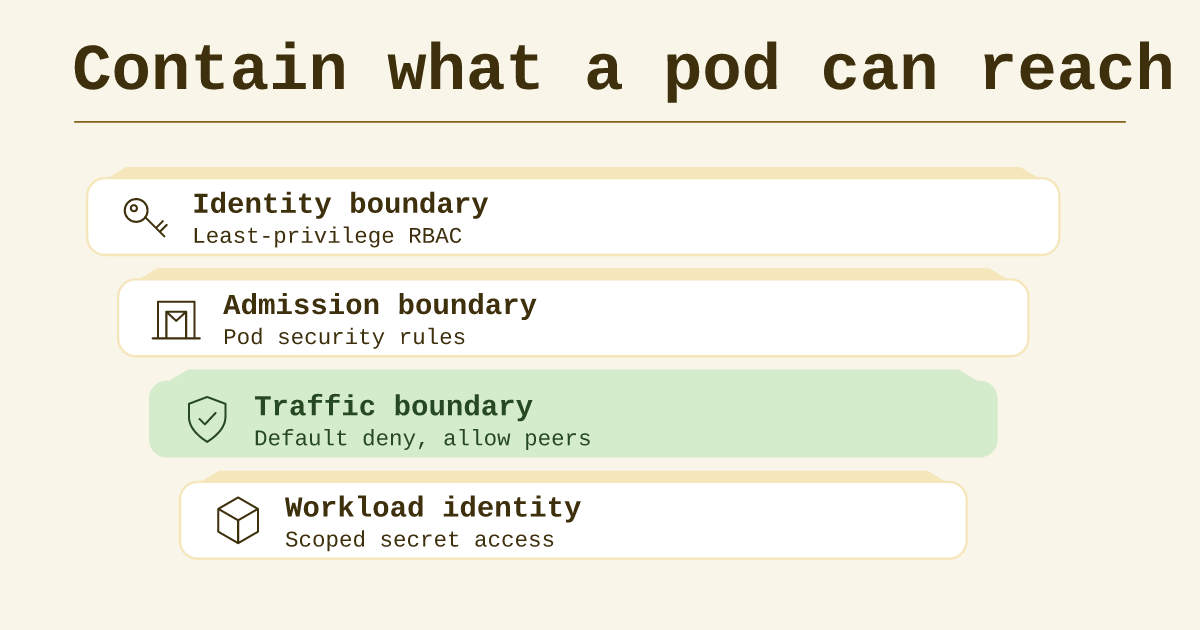 Contain what a pod can reach
Identity boundary
Least-privilege RBAC
Admission boundary
Pod security rules
Traffic boundary
Default deny, allow peers
Workload identity
Scoped secret access